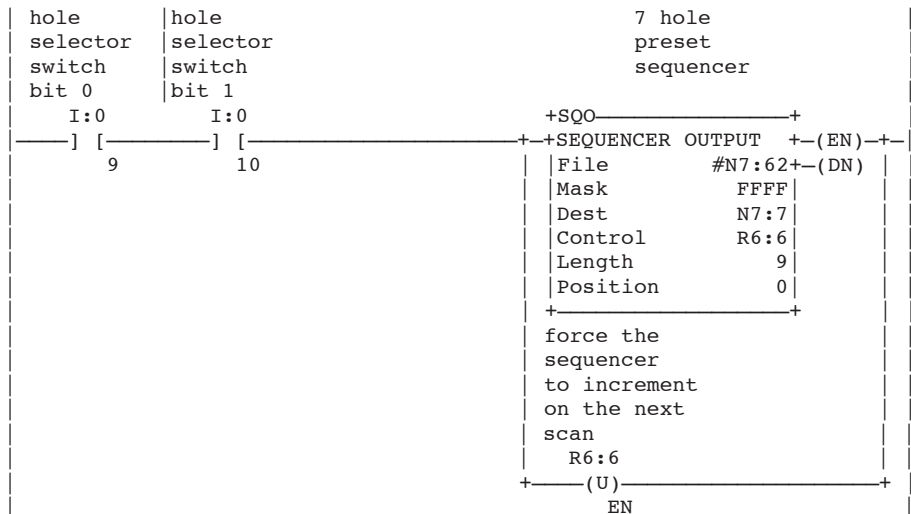 hole |hole 7 hole
selector |selector preset
switch |switch sequencer
bit 0 |bit 1
I:0 I:0 +SQO—————————————————+
|————] [—————————] [————————————————————————+—+SEQUENCER OUTPUT +—(EN)—+—|
9 10 | |File #N7:62+—(DN) |
|Mask FFFF|
|Dest N7:7|
|Control R6:6|
|Length 9|
|Position 0|
+————————————————————+
force the
sequencer
to increment
on the next
scan
R6:6
+————(U)————————————————————————+
EN